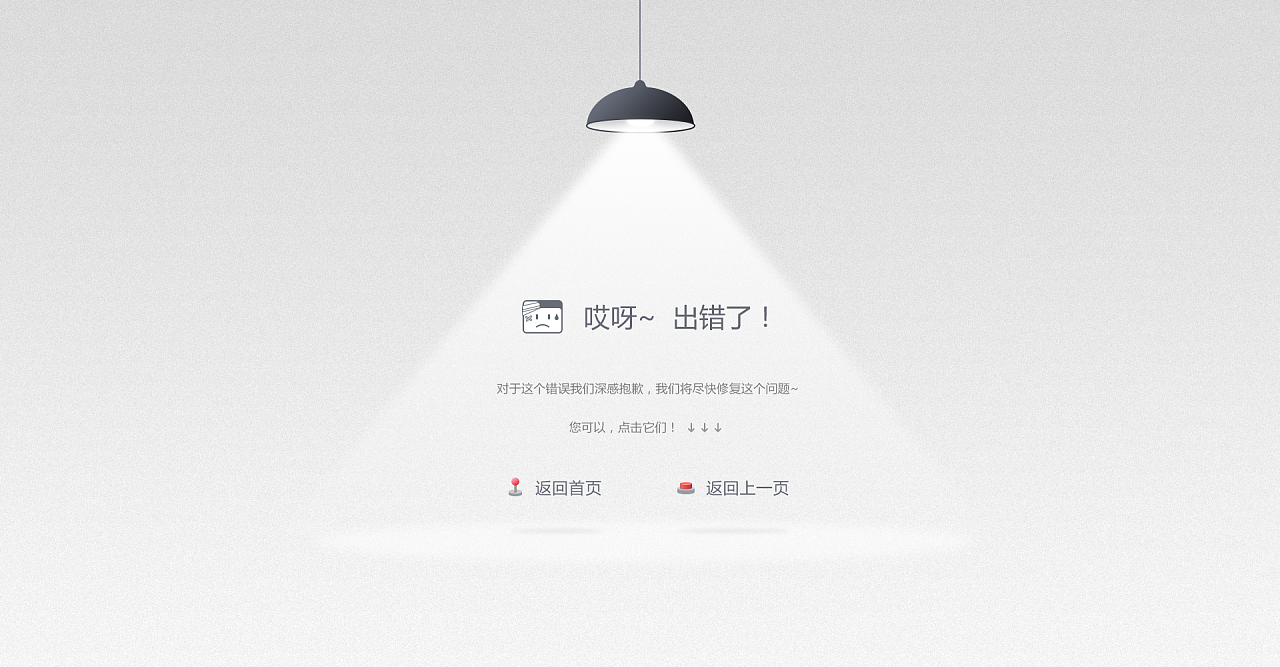 哎呀~ 出错了！
对于这个错误我们深感抱歉，我们将尽快修复这个问题~
您可以，点击它们！ ↓↓↓
返回首页 返回上一页